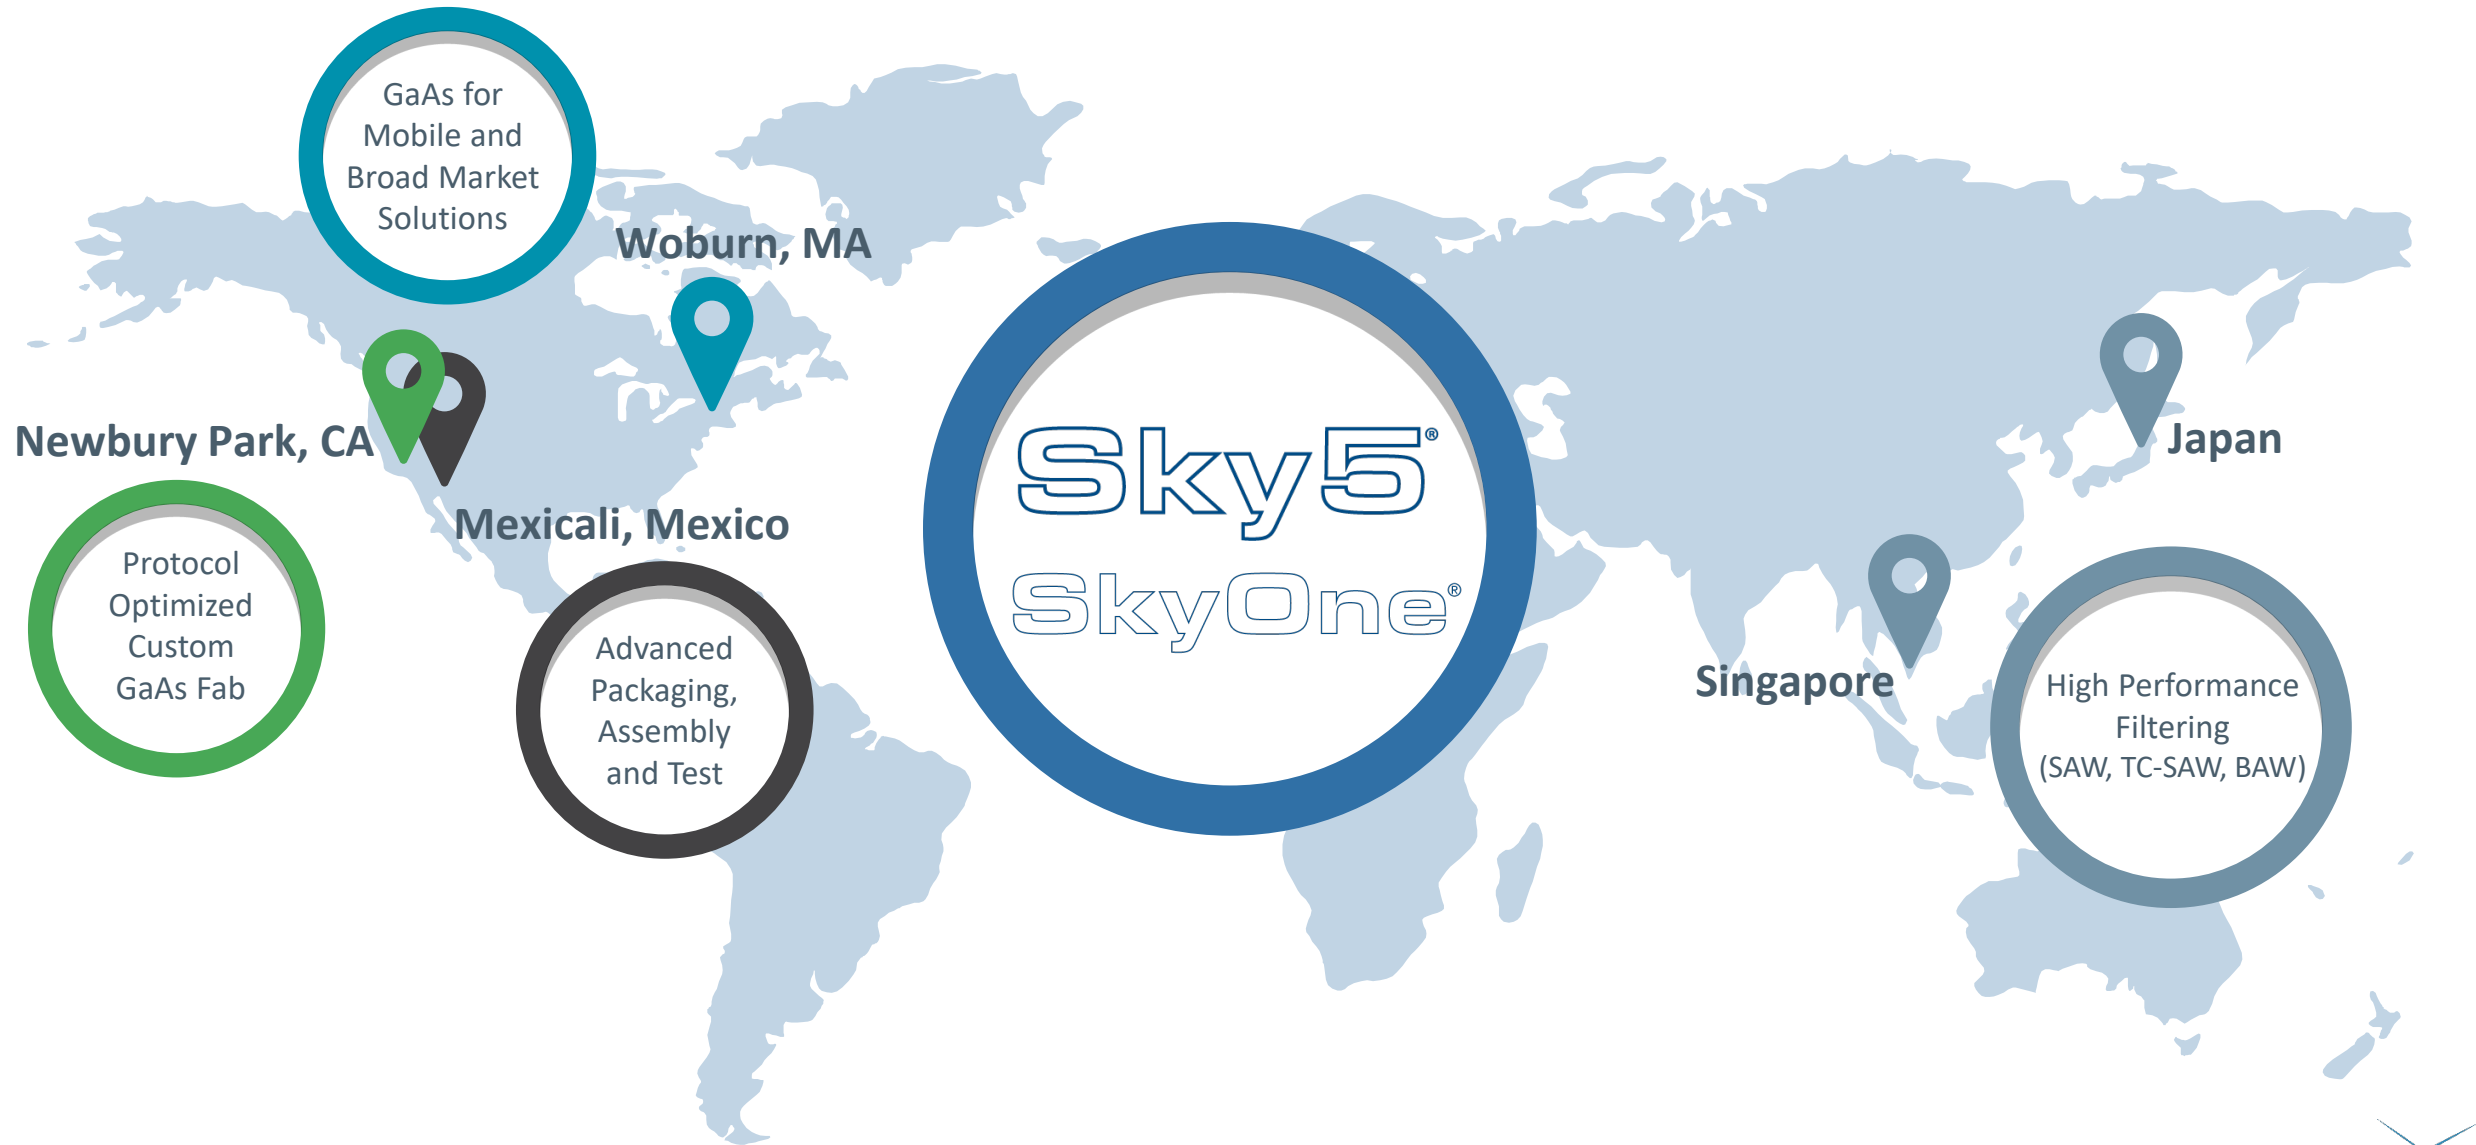 GaAs for
Mobile and
Broad Market
Solutions
Woburn, MA
Newbury Park, CA
Protocol
Optimized
Custom
GaAs Fab
Mexicali, Mexico
Advanced
Packaging,
Assembly
and Test
Sky5®
SkyOne®
Japan
Singapore
High Performance
Filtering
(SAW, TC-SAW, BAW)